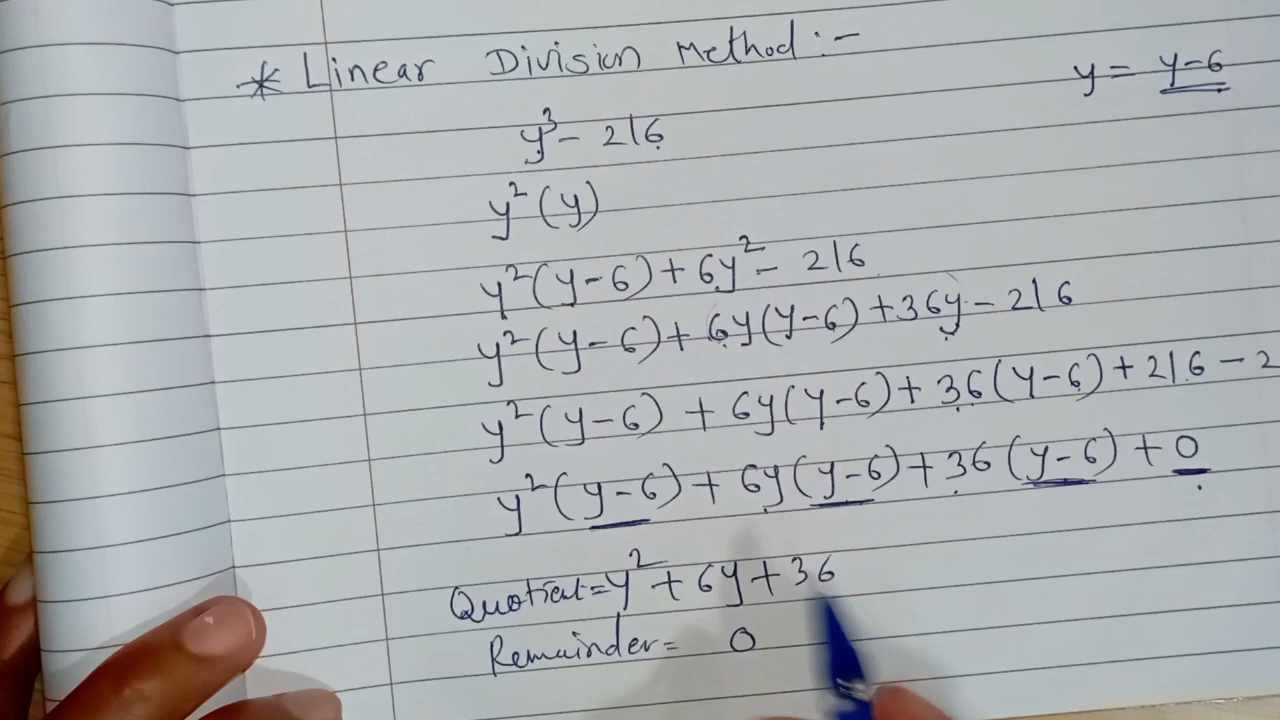 * Linear Division Method :-
y = y-6
y³ - 216
y² (y)
y² (y-6) + 6y² - 216
y² (y-6) + 6y (y-6) + 36y - 216
y² (y-6) + 6y (y-6) + 36 (y-6) + 216 - 2
y² (y-6) + 6y (y-6) + 36 (y-6) + 0
Quotient = y² + 6y + 36
Remainder = 0